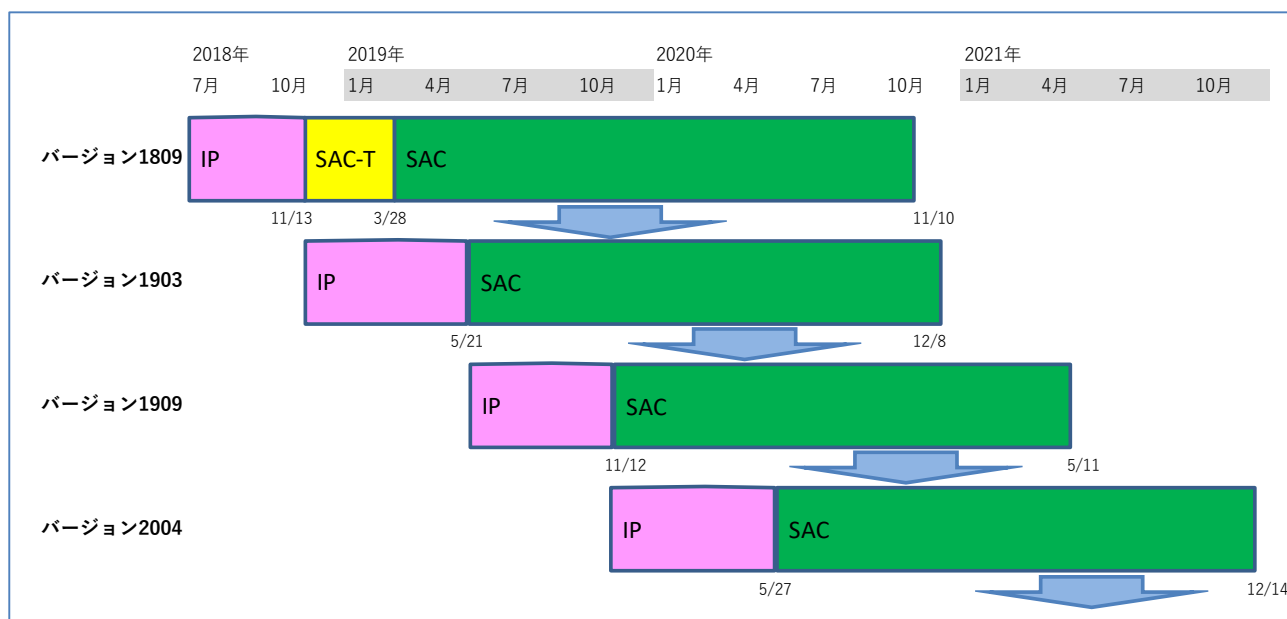 2018年 2019年 2020年 2021年
7月 10月 1月 4月 7月 10月 1月 4月 7月 10月 1月 4月 7月 10月
バージョン1809 IP SAC-T SAC
11/13 3/28 11/10
バージョン1903 IP SAC
5/21 12/8
バージョン1909 IP SAC
11/12 5/11
バージョン2004 IP SAC
5/27 12/14